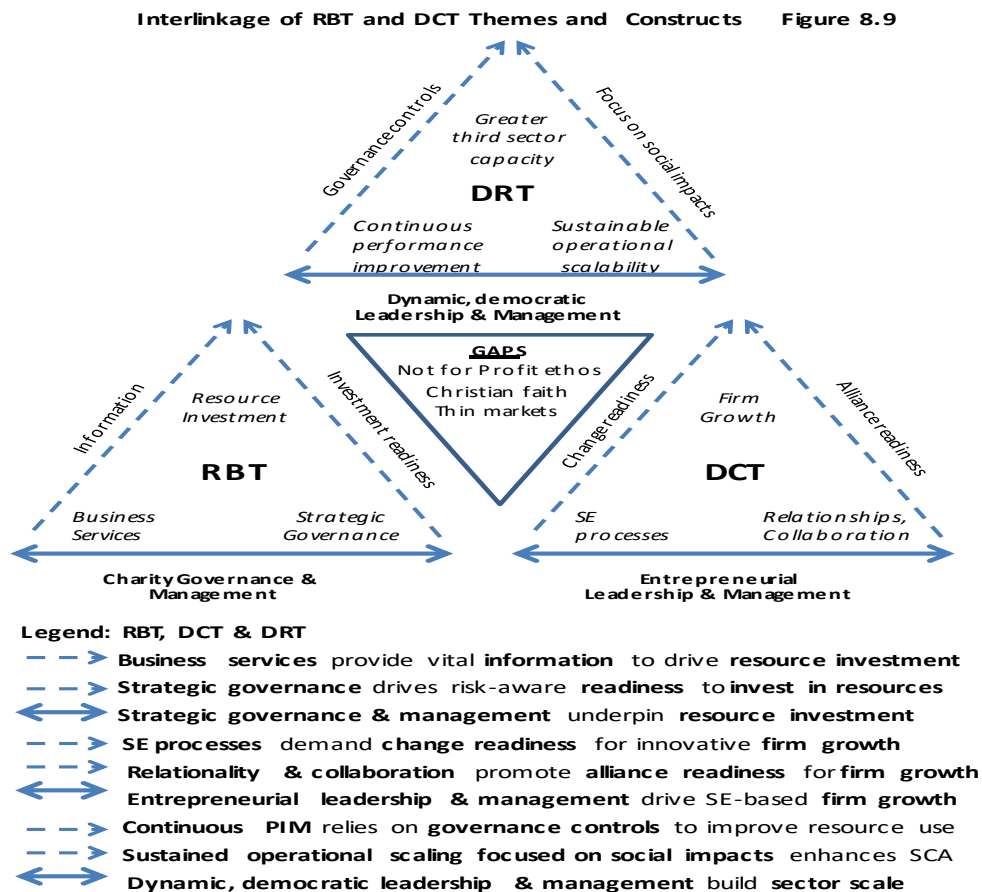 Interlinkage of RBT and DCT Themes and Constructs Figure 8.9
Governance controls
Focus on social impacts
Greater
third sector
capacity
DRT
Continuous
performance
improvement
Sustainable
operational
scalability
Dynamic, democratic
Leadership & Management
GAPS
Not for Profit ethos
Christian faith
Thin markets
Information
Resource
Investment
Investment readiness
RBT
Business
Services
Strategic
Governance
Charity Governance &
Management
Change readiness
Firm
Growth
Alliance readiness
DCT
SE
processes
Relationships,
Collaboration
Entrepreneurial
Leadership & Management
Legend: RBT, DCT & DRT
Business services provide vital information to drive resource investment
Strategic governance drives risk-aware readiness to invest in resources
Strategic governance & management underpin resource investment
SE processes demand change readiness for innovative firm growth
Relationality & collaboration promote alliance readiness for firm growth
Entrepreneurial leadership & management drive SE-based firm growth
Continuous PIM relies on governance controls to improve resource use
Sustained operational scaling focused on social impacts enhances SCA
Dynamic, democratic leadership & management build sector scale